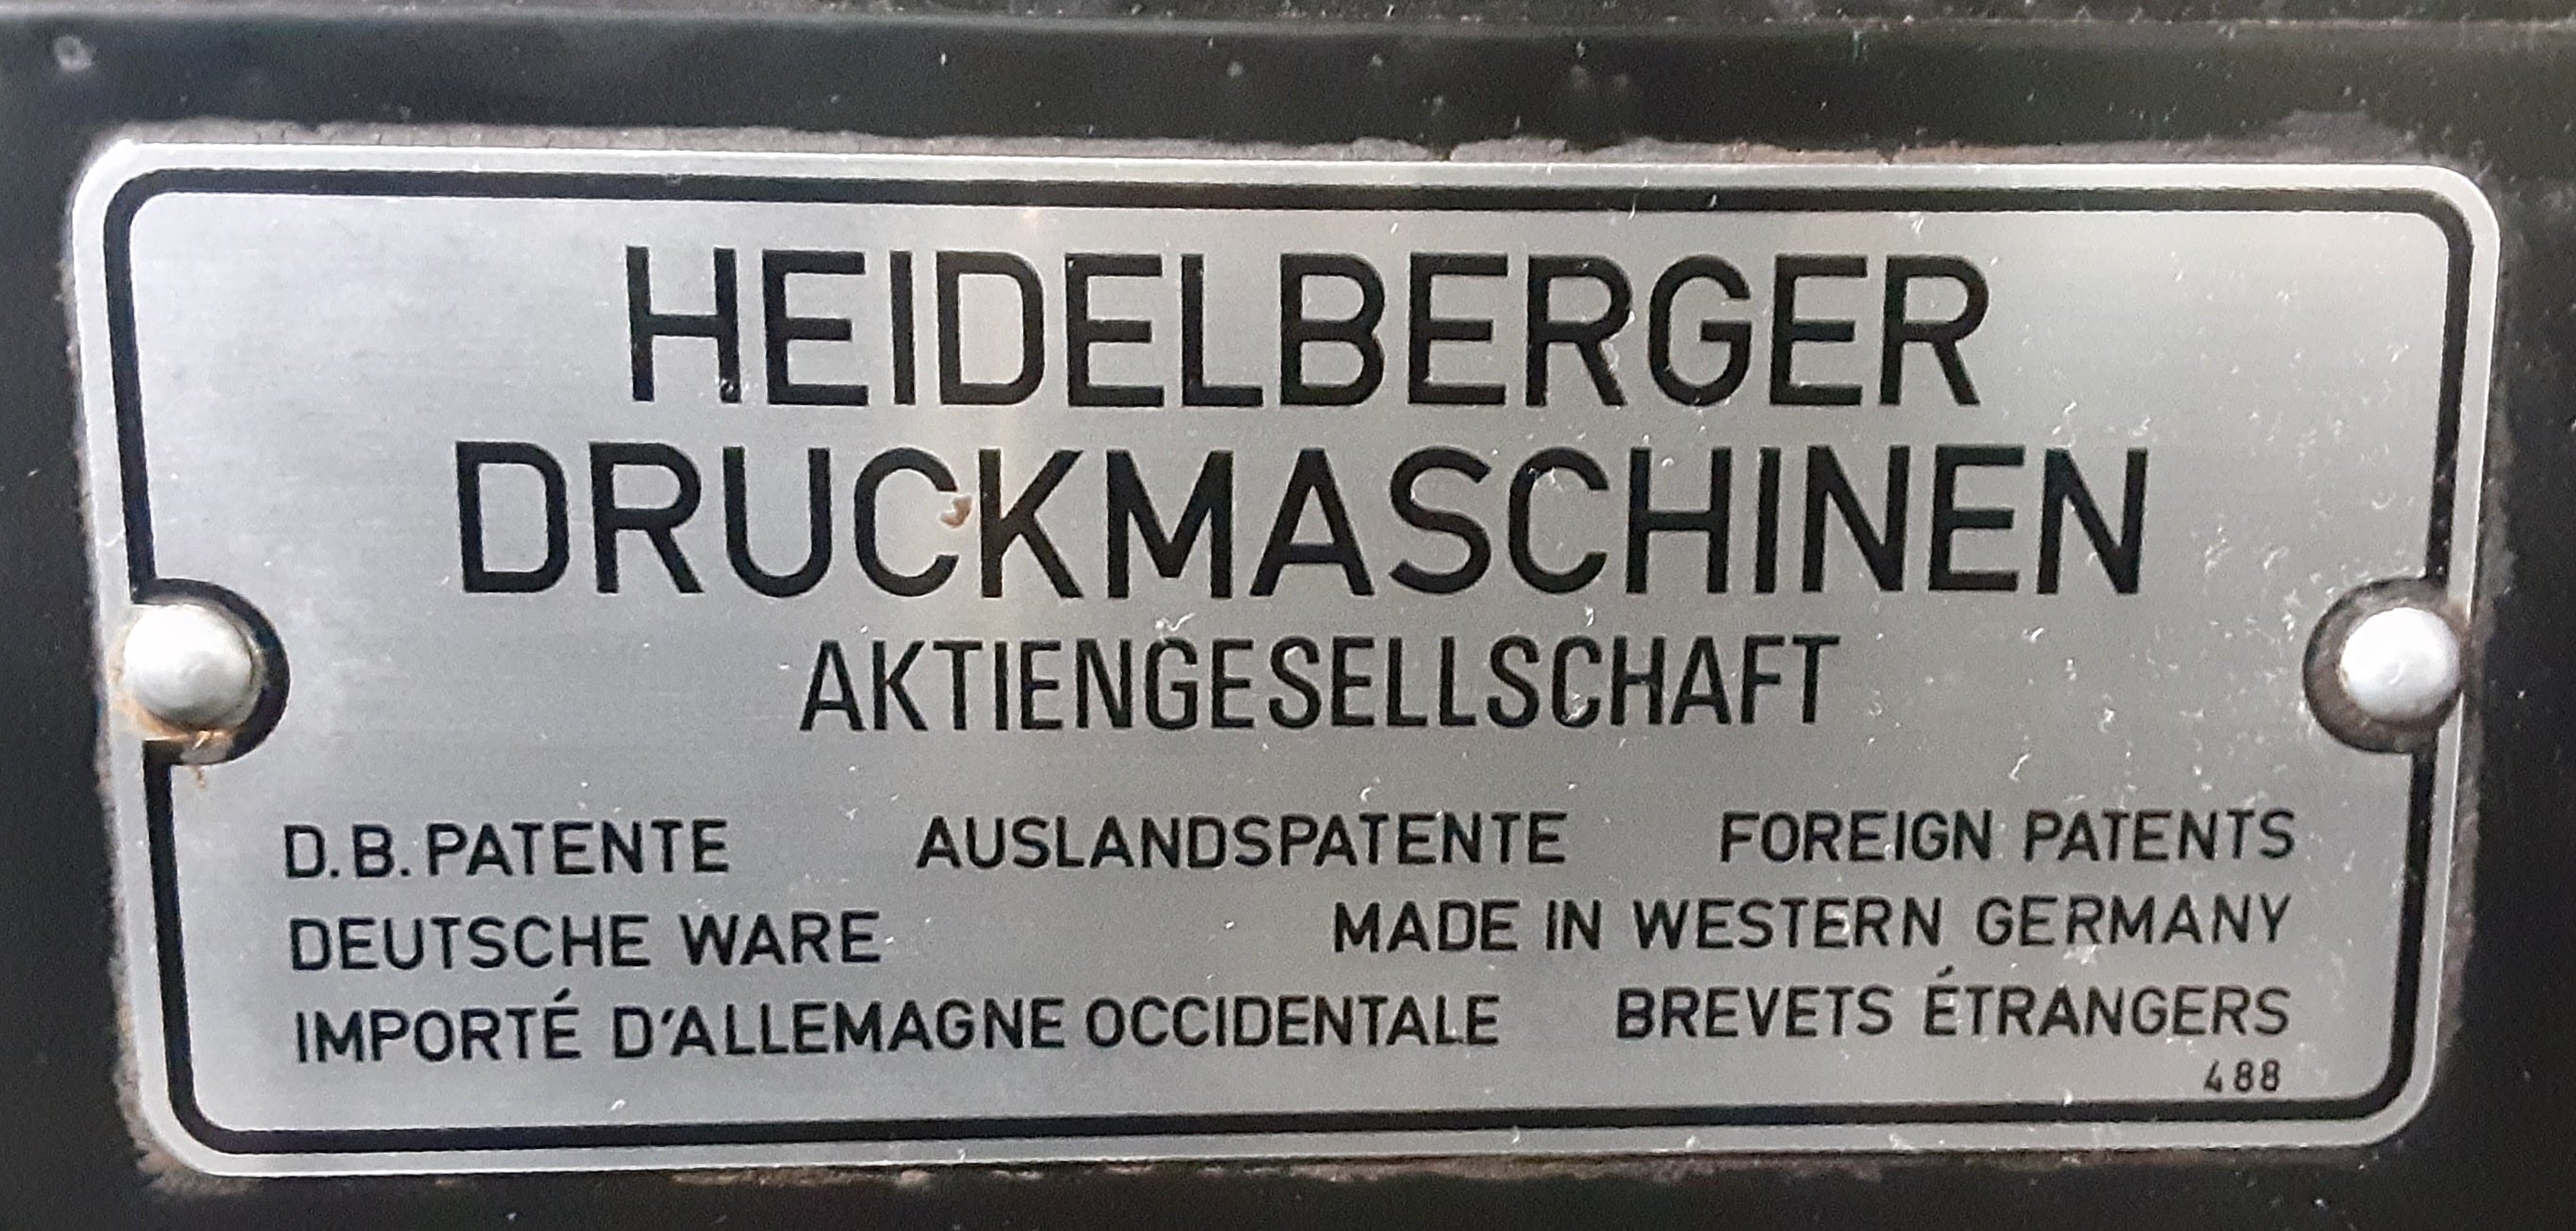 HEIDELBERGER
DRUCKMASCHINEN
AKTIENGESELLSCHAFT
D.B. PATENTE AUSLANDSPATENTE FOREIGN PATENTS
DEUTSCHE WARE MADE IN WESTERN GERMANY
IMPORTÉ D'ALLEMAGNE OCCIDENTALE BREVETS ÉTRANGERS
488